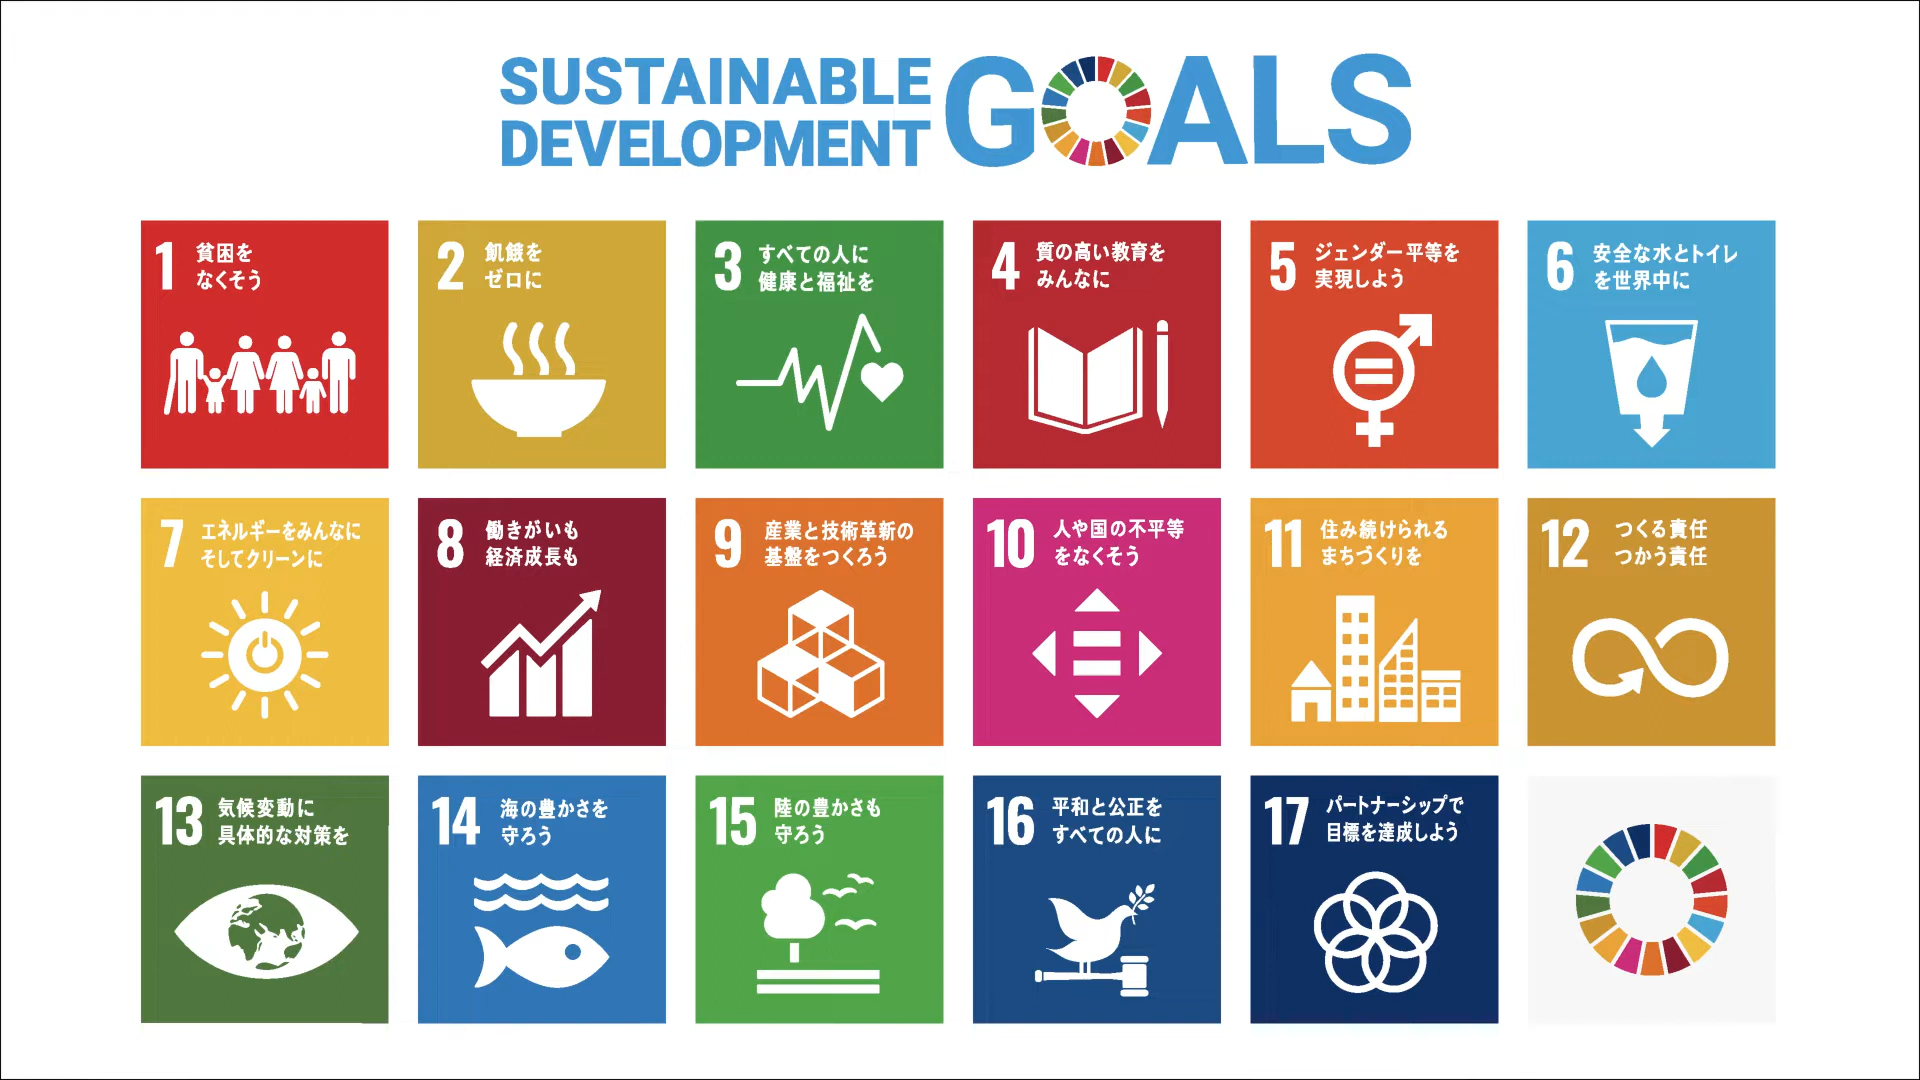 SUSTAINABLE
DEVELOPMENT GOALS
1 貧困を
なくそう
2 飢餓を
ゼロに
3 すべての人に
健康と福祉を
4 質の高い教育を
みんなに
5 ジェンダー平等を
実現しよう
6 安全な水とトイレ
を世界中に
7 エネルギーをみんなに
そしてクリーンに
8 働きがいも
経済成長も
9 産業と技術革新の
基盤をつくろう
10 人や国の不平等
をなくそう
11 住み続けられる
まちづくりを
12 つくる責任
つかう責任
13 気候変動に
具体的な対策を
14 海の豊かさを
守ろう
15 陸の豊かさも
守ろう
16 平和と公正を
すべての人に
17 パートナーシップで
目標を達成しよう